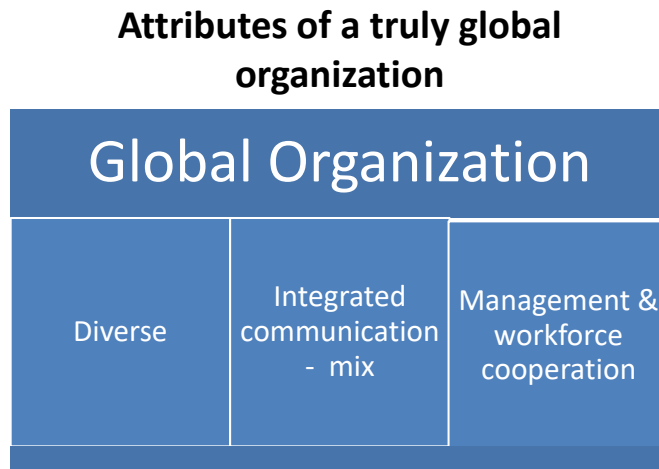 Attributes of a truly global
organization
Global Organization
Diverse
Integrated
communication
- mix
Management &
workforce
cooperation